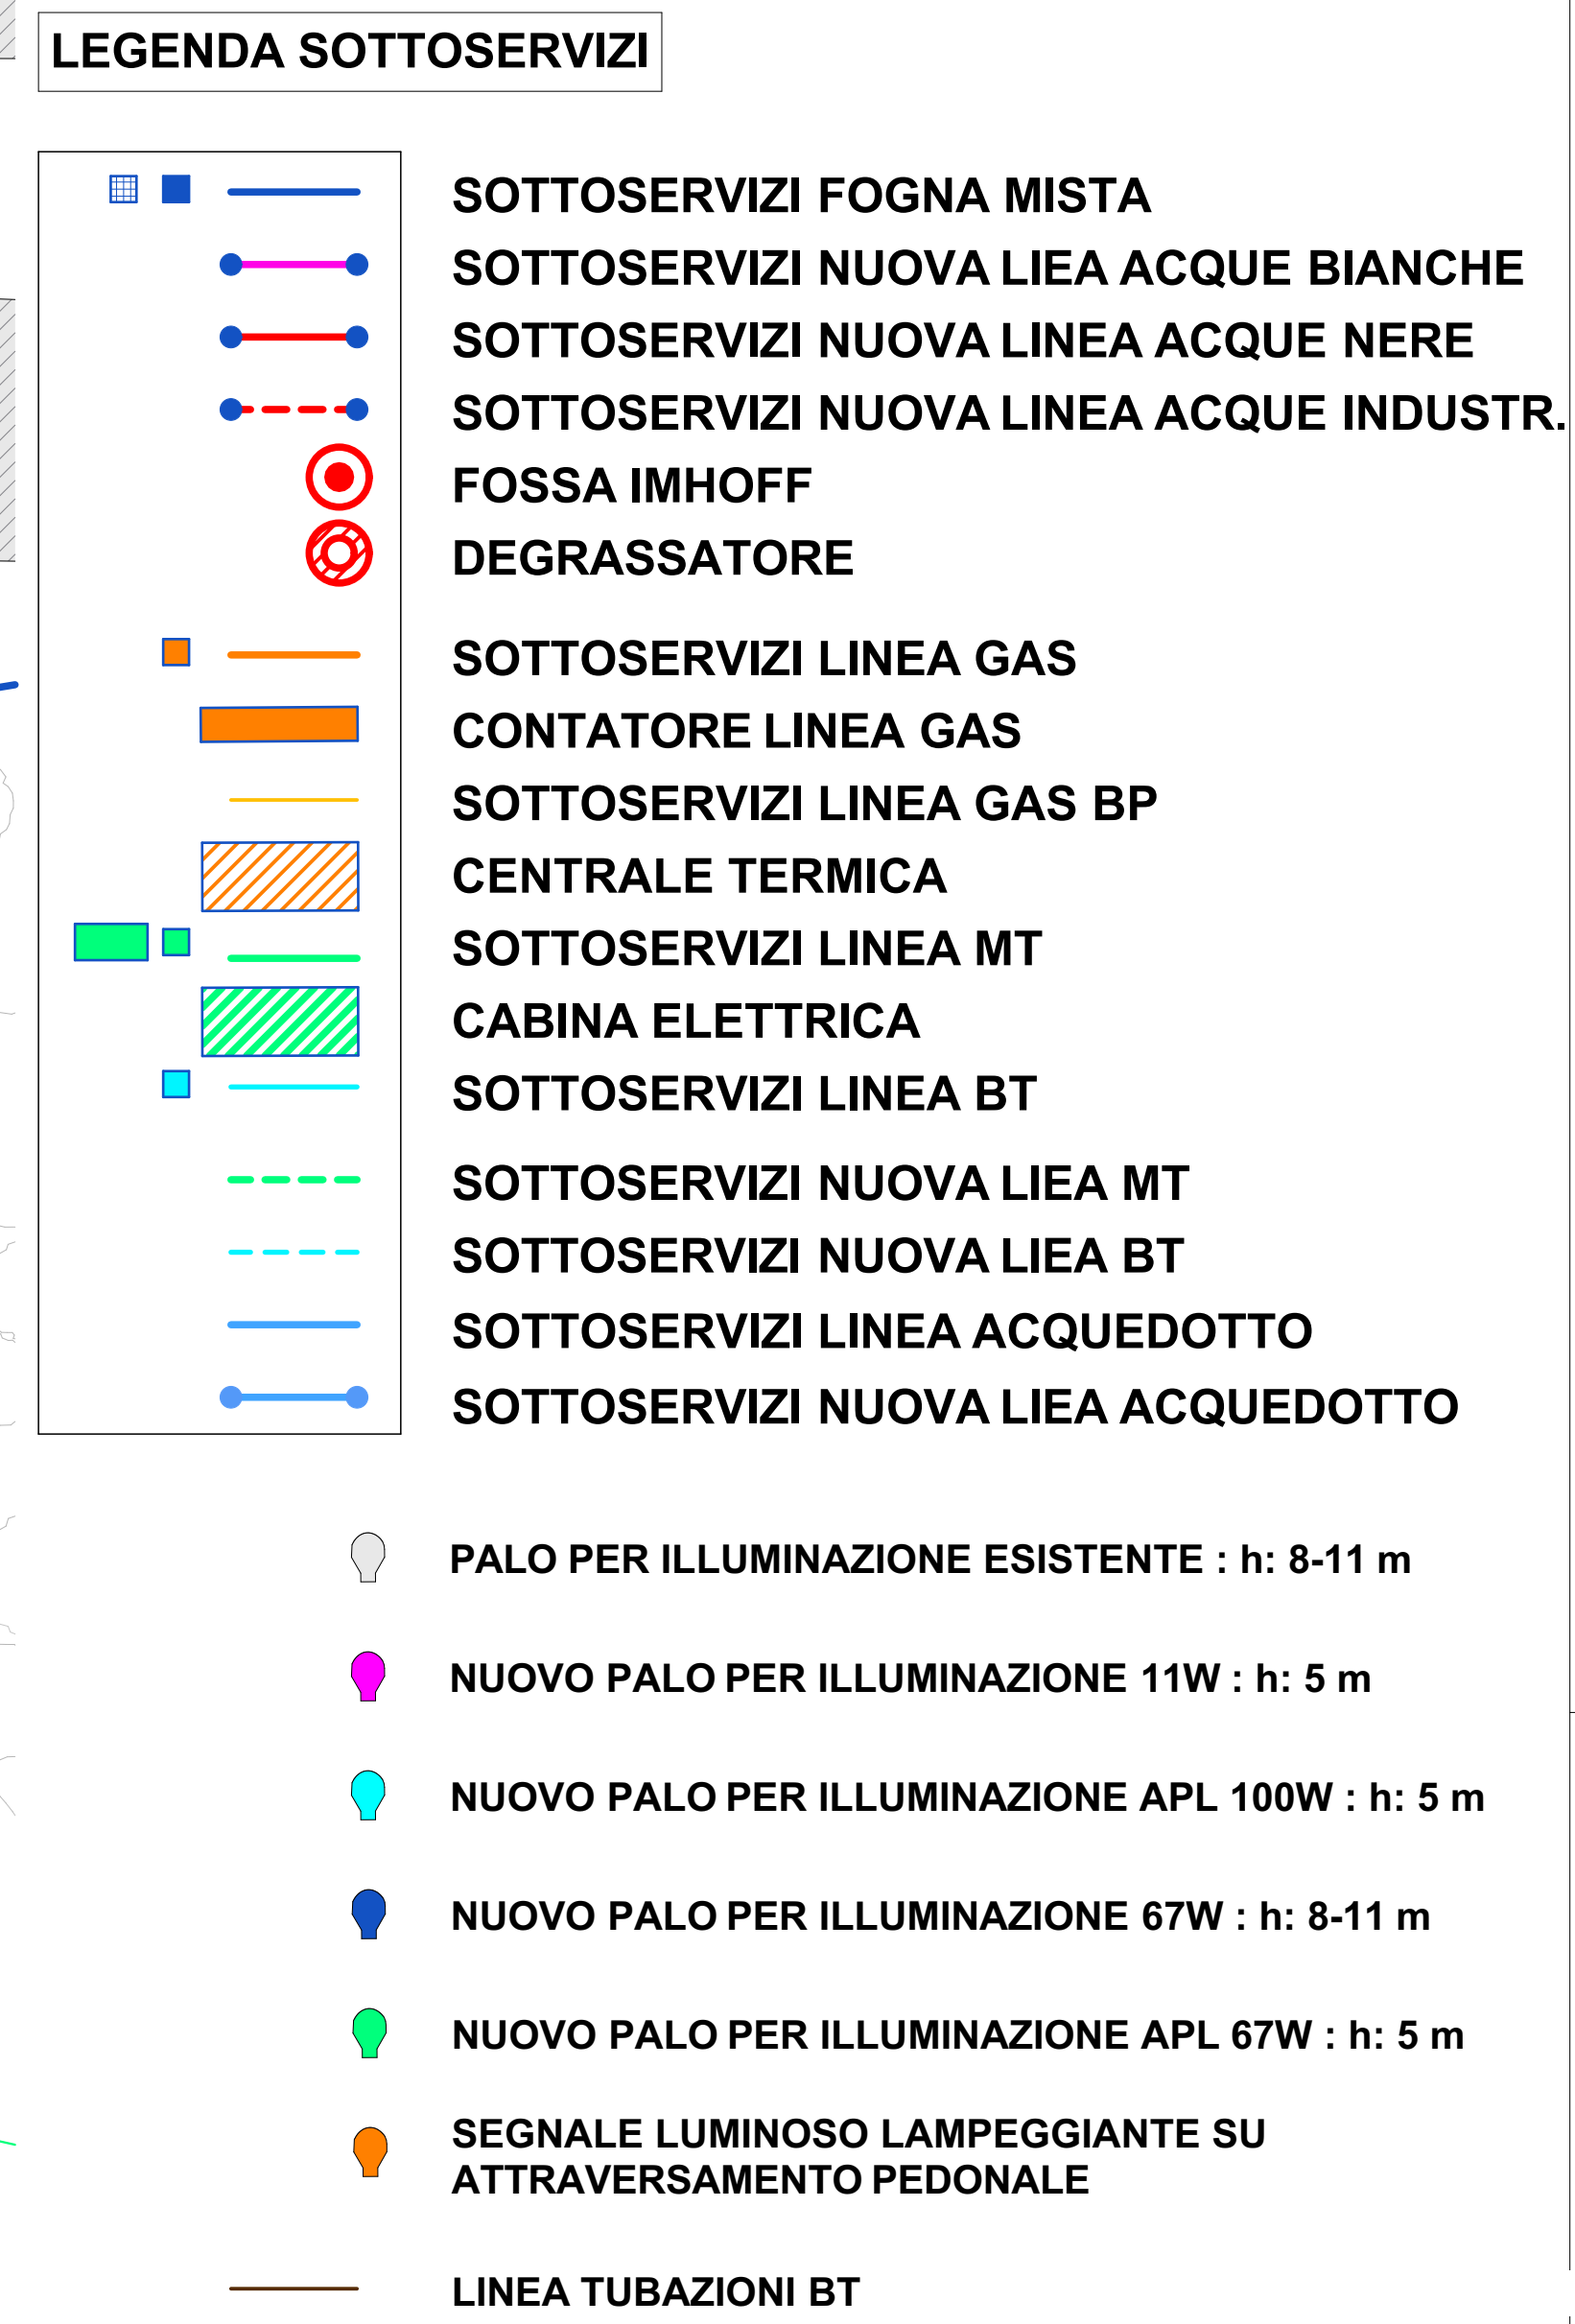 LEGENDA SOTTOSERVIZI
SOTTOSERVIZI FOGNA MISTA
SOTTOSERVIZI NUOVA LIEA ACQUE BIANCHE
SOTTOSERVIZI NUOVA LINEA ACQUE NERE
SOTTOSERVIZI NUOVA LINEA ACQUE INDUSTR.
FOSSA IMHOFF
DEGRASSATORE
SOTTOSERVIZI LINEA GAS
CONTATORE LINEA GAS
SOTTOSERVIZI LINEA GAS BP
CENTRALE TERMICA
SOTTOSERVIZI LINEA MT
CABINA ELETTRICA
SOTTOSERVIZI LINEA BT
SOTTOSERVIZI NUOVA LIEA MT
SOTTOSERVIZI NUOVA LIEA BT
SOTTOSERVIZI LINEA ACQUEDOTTO
SOTTOSERVIZI NUOVA LIEA ACQUEDOTTO
PALO PER ILLUMINAZIONE ESISTENTE : h: 8-11 m
NUOVO PALO PER ILLUMINAZIONE 11W : h: 5 m
NUOVO PALO PER ILLUMINAZIONE APL 100W : h: 5 m
NUOVO PALO PER ILLUMINAZIONE 67W : h: 8-11 m
NUOVO PALO PER ILLUMINAZIONE APL 67W : h: 5 m
SEGNALE LUMINOSO LAMPEGGIANTE SU
ATTRAVERSAMENTO PEDONALE
LINEA TUBAZIONI BT